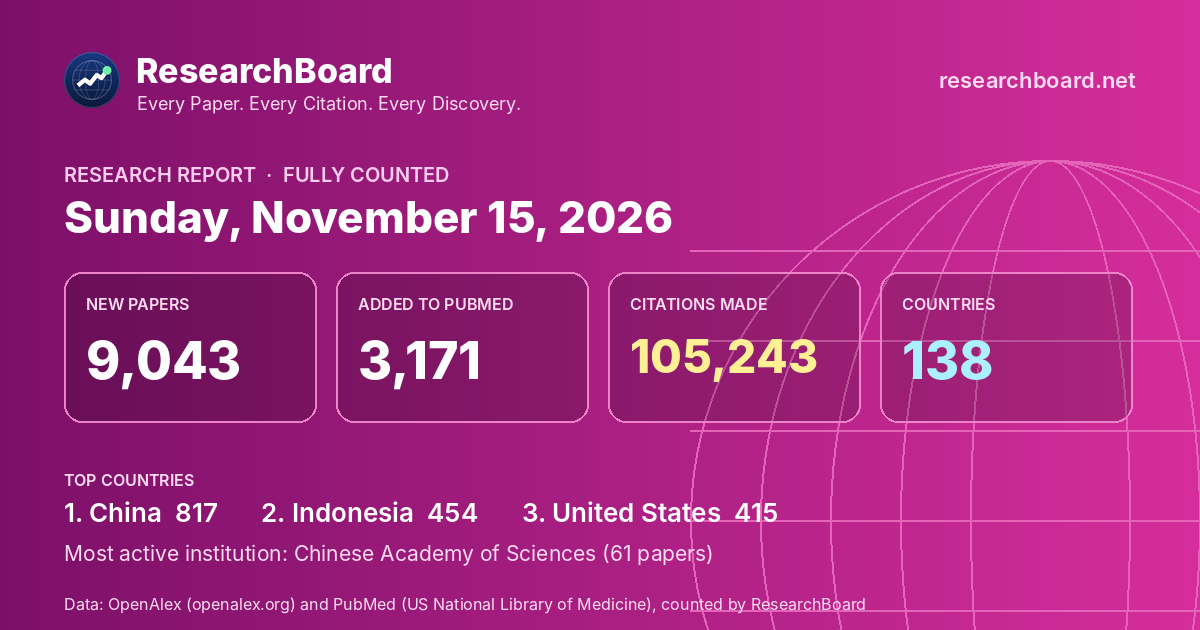 ResearchBoard
Every Paper. Every Citation. Every Discovery.
researchboard.net
RESEARCH REPORT · FULLY COUNTED
Sunday, November 15, 2026
NEW PAPERS
9,043
ADDED TO PUBMED
3,171
CITATIONS MADE
105,243
COUNTRIES
138
TOP COUNTRIES
1. China 817 2. Indonesia 454 3. United States 415
Most active institution: Chinese Academy of Sciences (61 papers)
Data: OpenAlex (openalex.org) and PubMed (US National Library of Medicine), counted by ResearchBoard